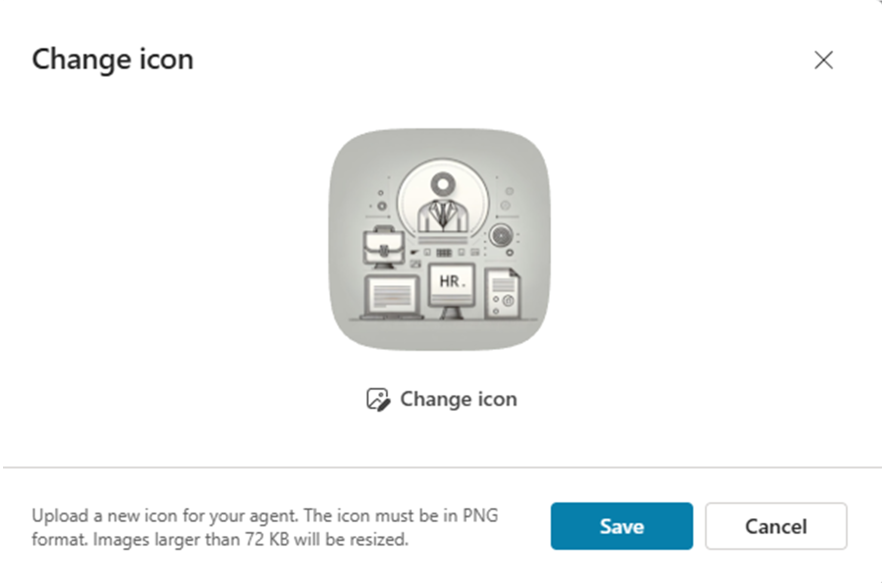 Change icon
HR.
Change icon
Upload a new icon for your agent. The icon must be in PNG
format. Images larger than 72 KB will be resized.
Save
Cancel